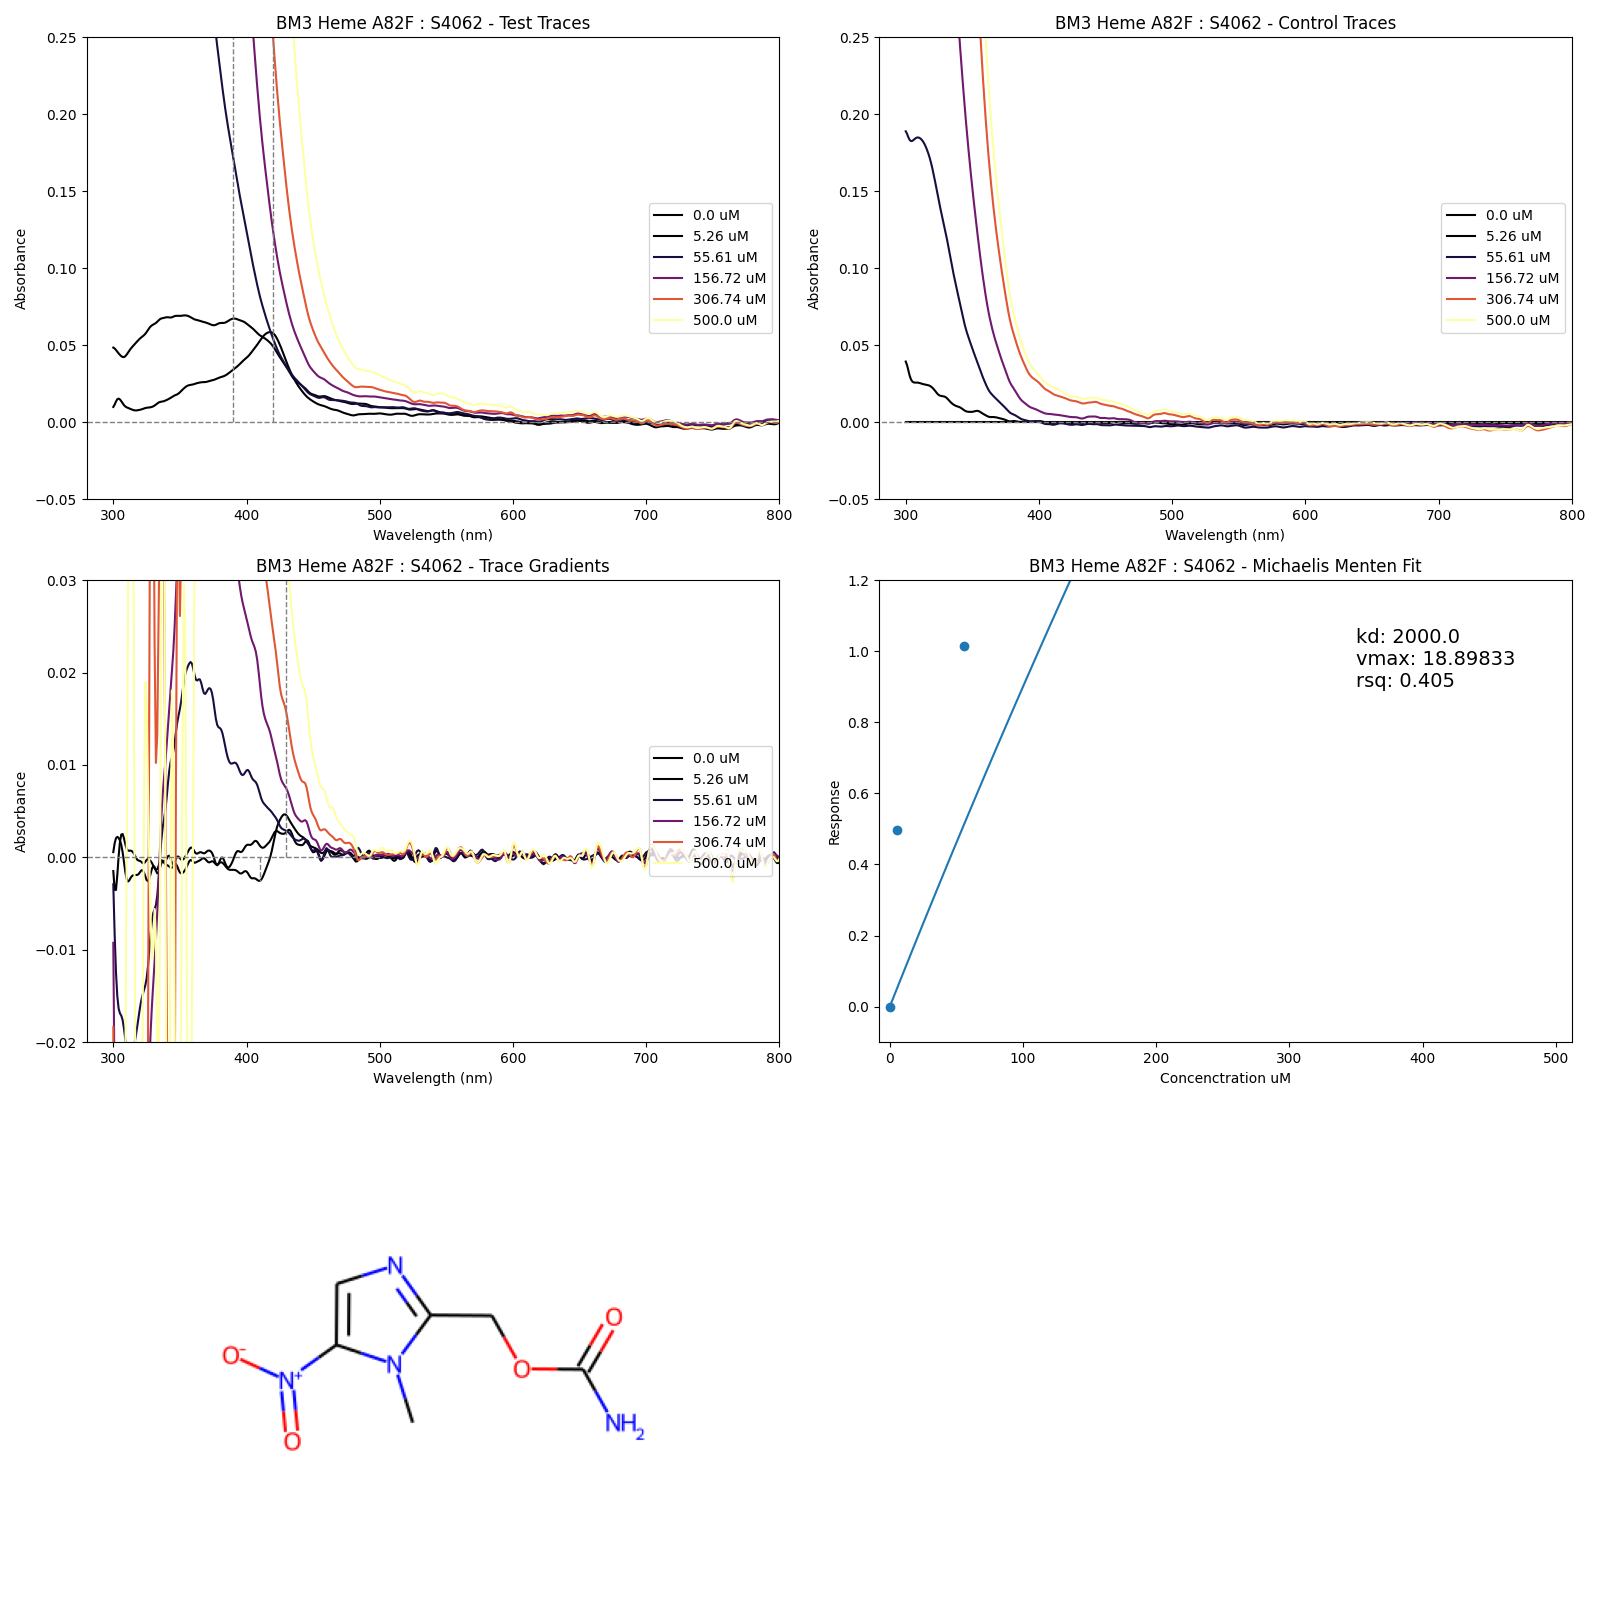 BM3 Heme A82F : S4062 - Test Traces
0.25
0.20
0.15
0.10
0.05
0.00
−0.05
Absorbance
300 400 500 600 700 800
Wavelength (nm)
0.0 uM
5.26 uM
55.61 uM
156.72 uM
306.74 uM
500.0 uM
BM3 Heme A82F : S4062 - Control Traces
0.25
0.20
0.15
0.10
0.05
0.00
−0.05
Absorbance
300 400 500 600 700 800
Wavelength (nm)
0.0 uM
5.26 uM
55.61 uM
156.72 uM
306.74 uM
500.0 uM
BM3 Heme A82F : S4062 - Trace Gradients
0.03
0.02
0.01
0.00
−0.01
−0.02
Absorbance
300 400 500 600 700 800
Wavelength (nm)
0.0 uM
5.26 uM
55.61 uM
156.72 uM
306.74 uM
500.0 uM
BM3 Heme A82F : S4062 - Michaelis Menten Fit
1.2
1.0
0.8
0.6
0.4
0.2
0.0
Response
0 100 200 300 400 500
Concenctration uM
kd: 2000.0
vmax: 18.89833
rsq: 0.405
N
O
O⁻
N⁺
N
O
O
NH₂